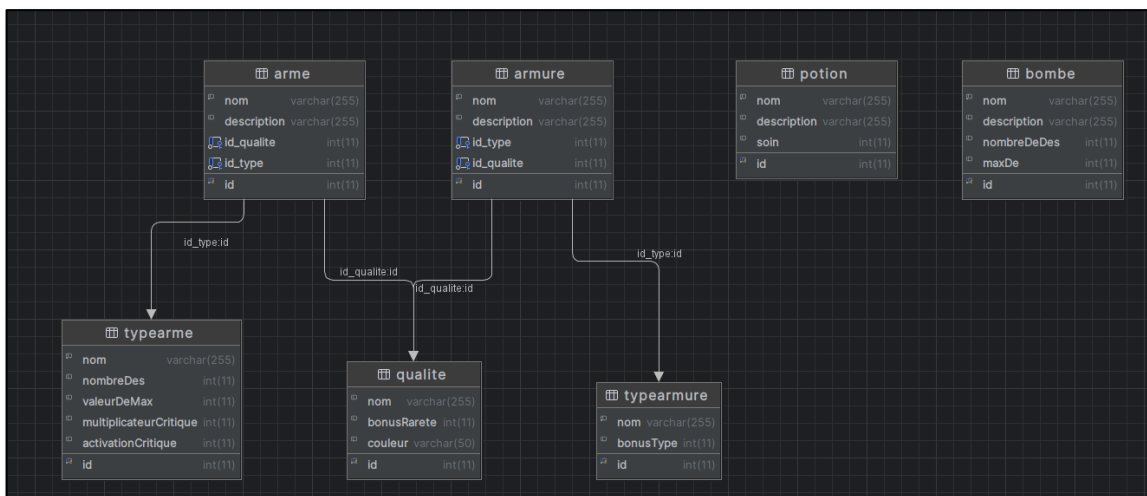 arme
nom varchar(255)
description varchar(255)
id_qualite int(11)
id_type int(11)
id int(11)
armure
nom varchar(255)
description varchar(255)
id_type int(11)
id_qualite int(11)
id int(11)
potion
nom varchar(255)
description varchar(255)
soin int(11)
id int(11)
bombe
nom varchar(255)
description varchar(255)
nombreDeDes int(11)
maxDe int(11)
id int(11)
id_type:id
id_qualite:id
id_qualite:id
id_type:id
typearme
nom varchar(255)
nombreDes int(11)
valeurDeMax int(11)
multiplicateurCritique int(11)
activationCritique int(11)
id int(11)
qualite
nom varchar(255)
bonusRarete int(11)
couleur varchar(50)
id int(11)
typearmure
nom varchar(255)
bonusType int(11)
id int(11)